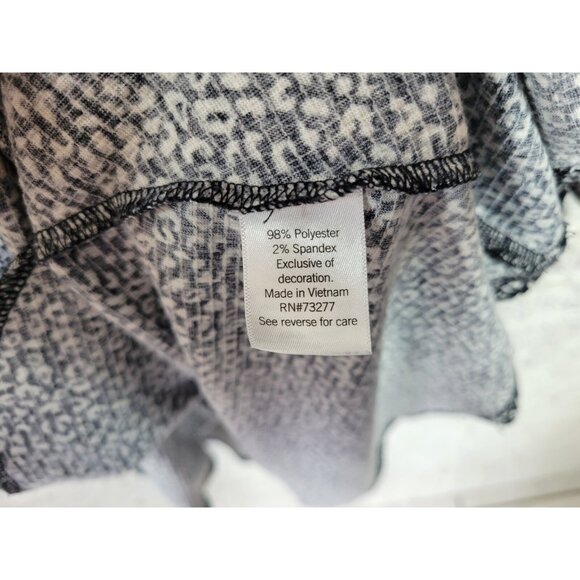 98% Polyester
2% Spandex
Exclusive of
decoration.
Made in Vietnam
RN#73277
See reverse for care